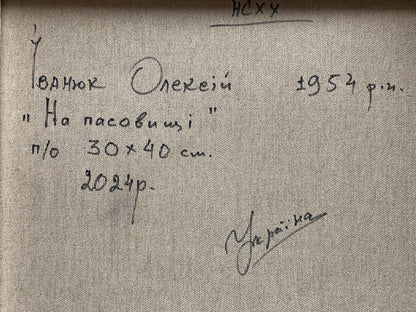 НСХУ
Іванюк Олексій 1954 р.н.
"На пасовищі"
п/о 30×40 см.
2024р.
Україна